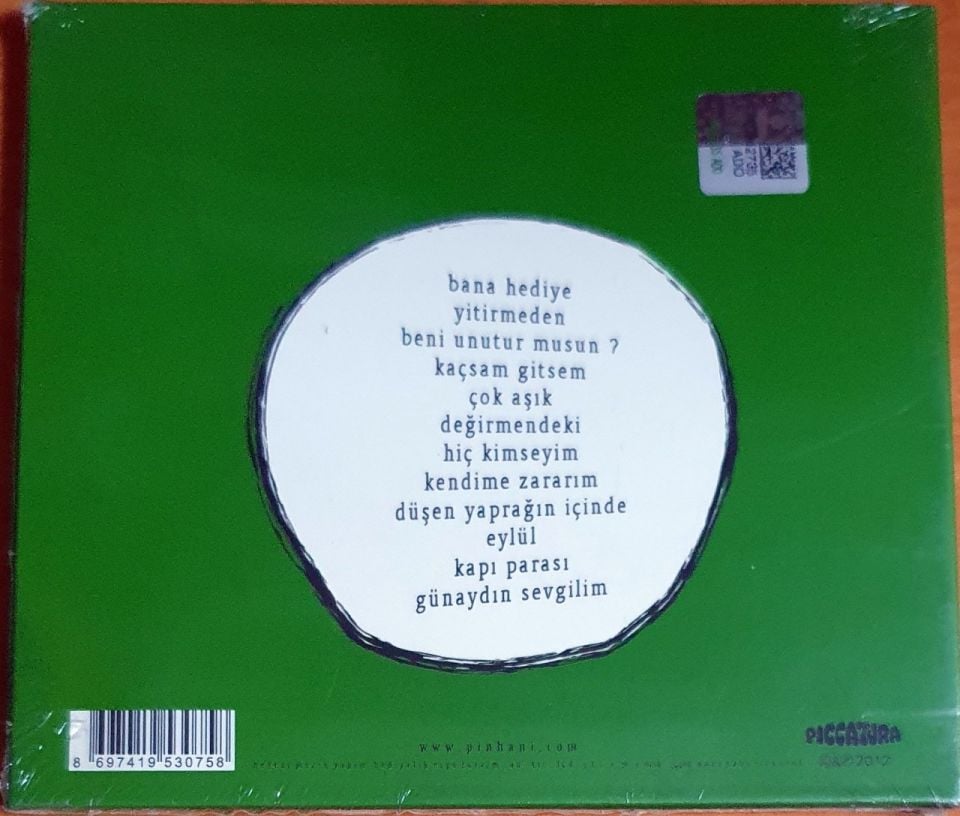 bana hediye
yitirmeden
beni unutur musun ?
kaçsam gitsem
çok aşık
değirmendeki
hiç kimseyim
kendime zararım
düşen yaprağın içinde
eylül
kapı parası
günaydın sevgilim
www.pinhani.com
PICCATURA
2012
8 697419 530758